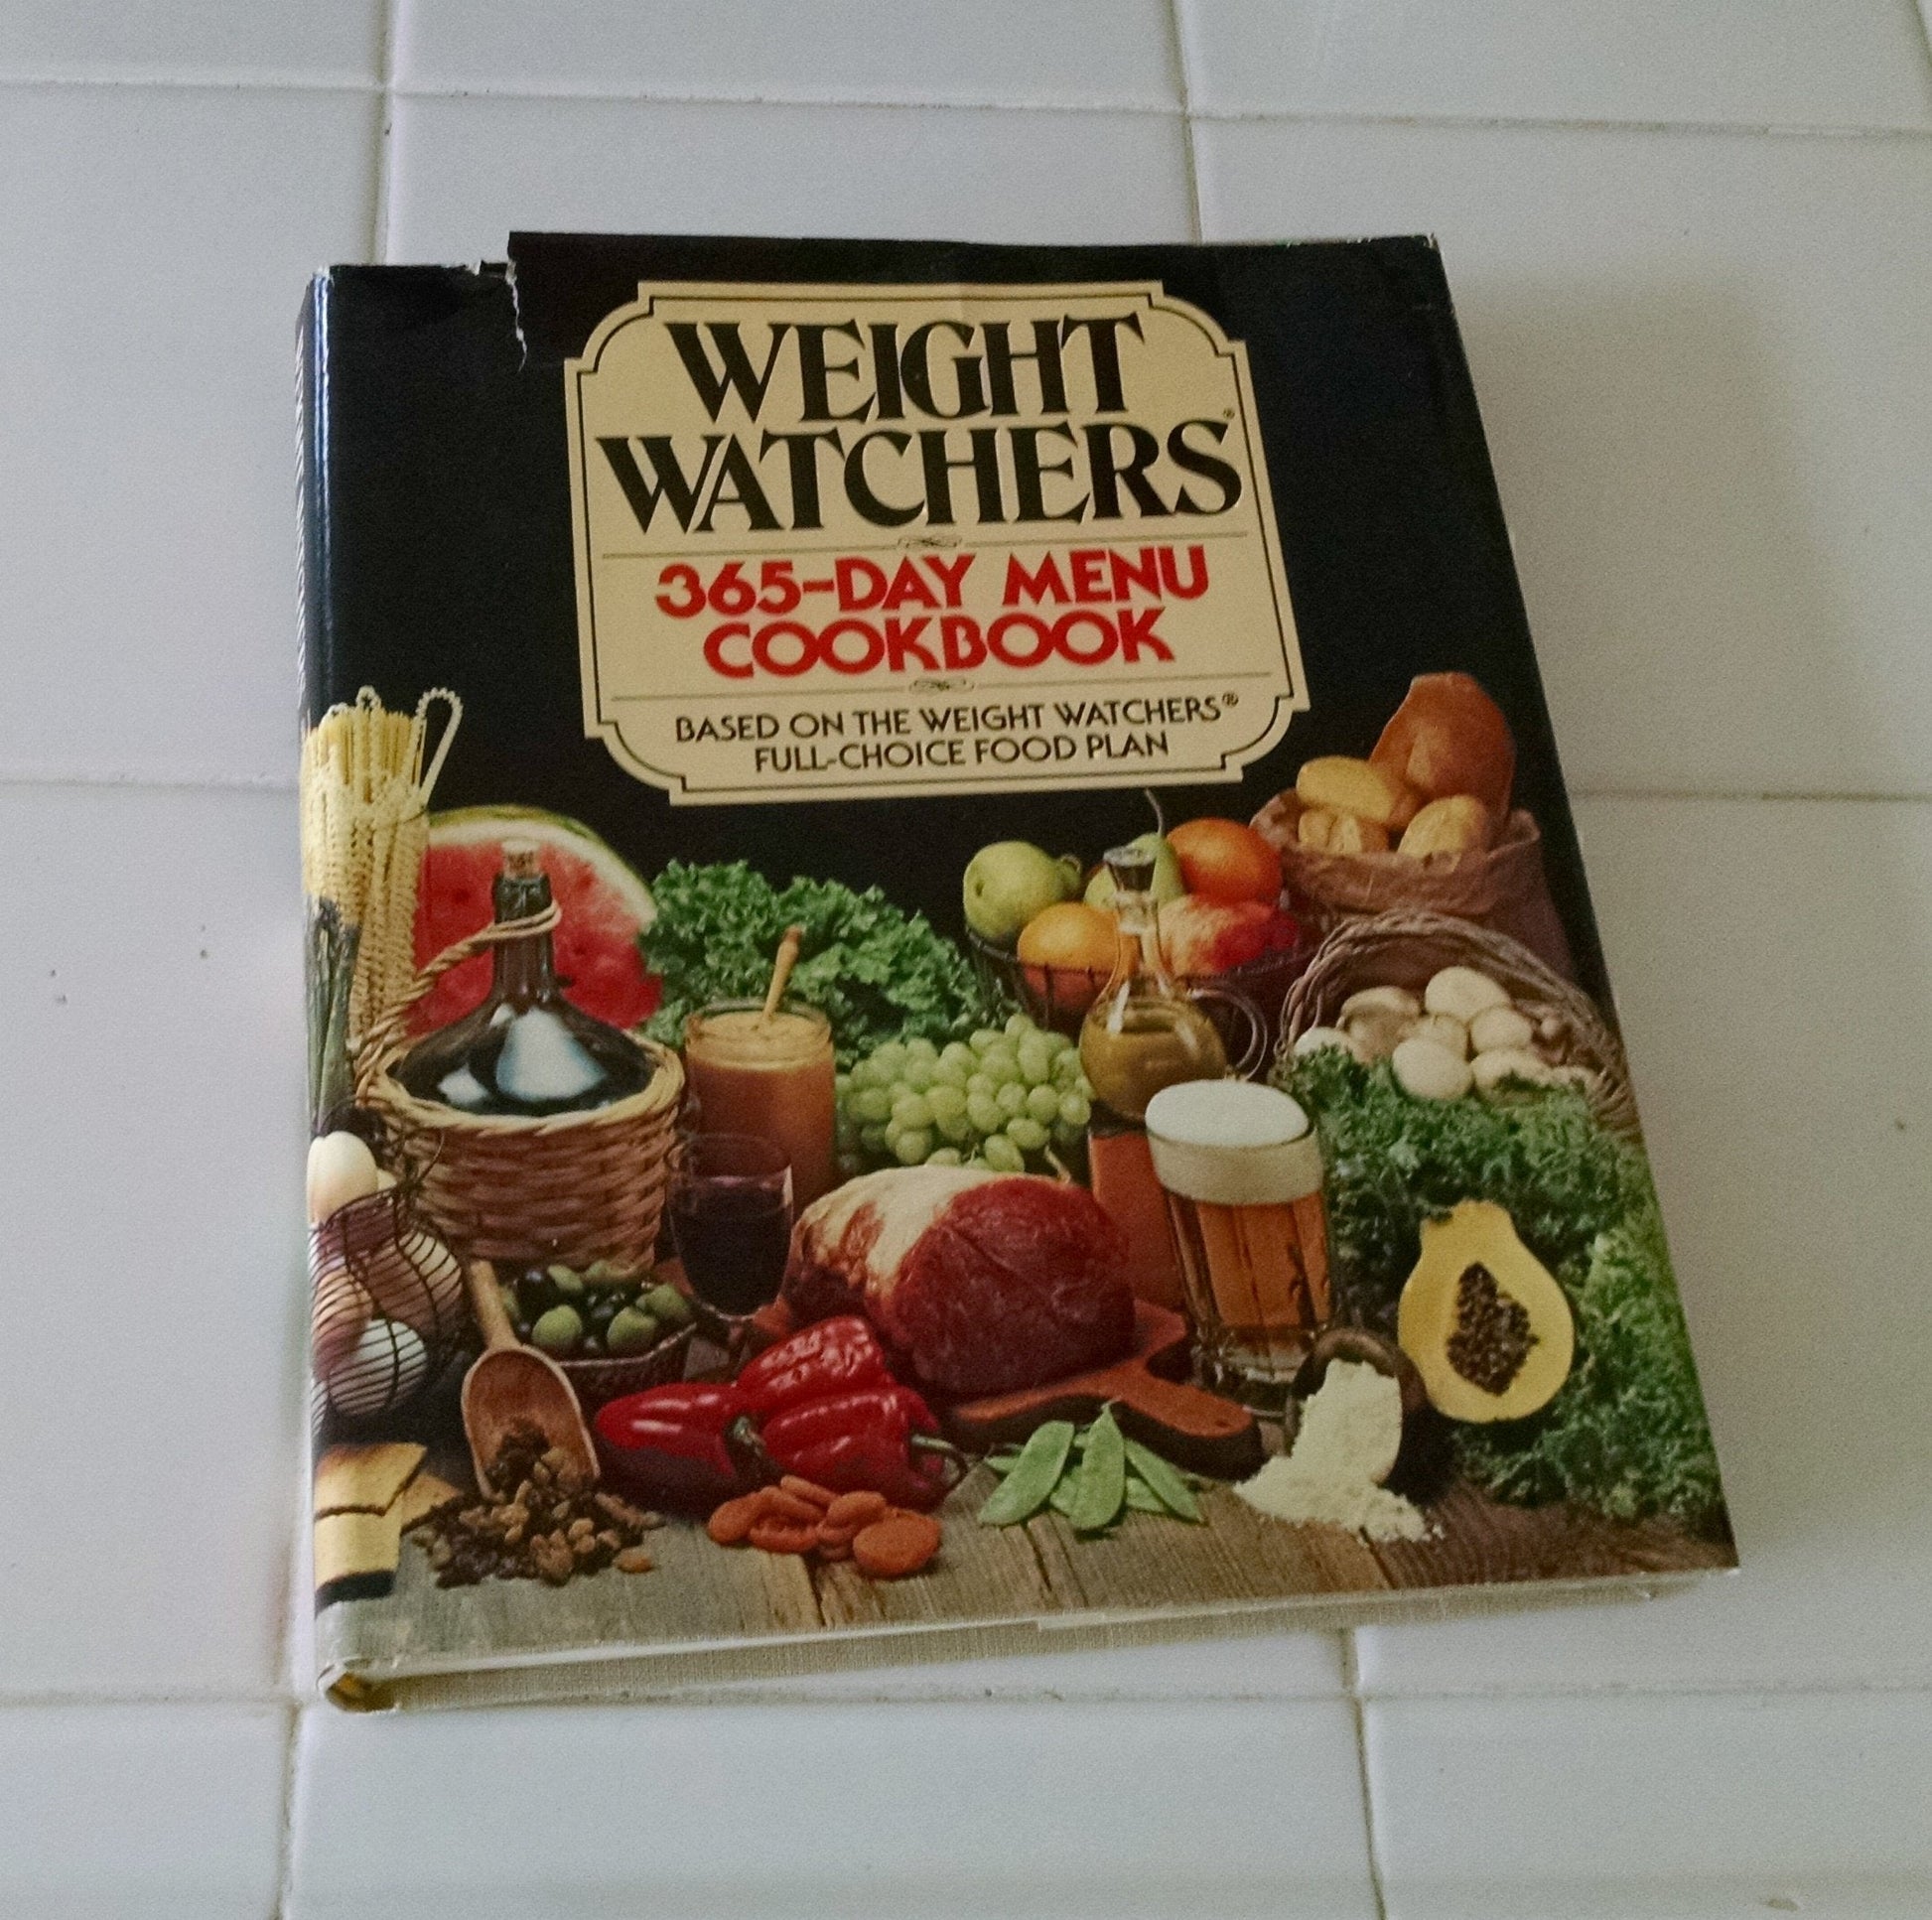 WEIGHT
WATCHERS®
365-DAY MENU
COOKBOOK
BASED ON THE WEIGHT WATCHERS®
FULL-CHOICE FOOD PLAN